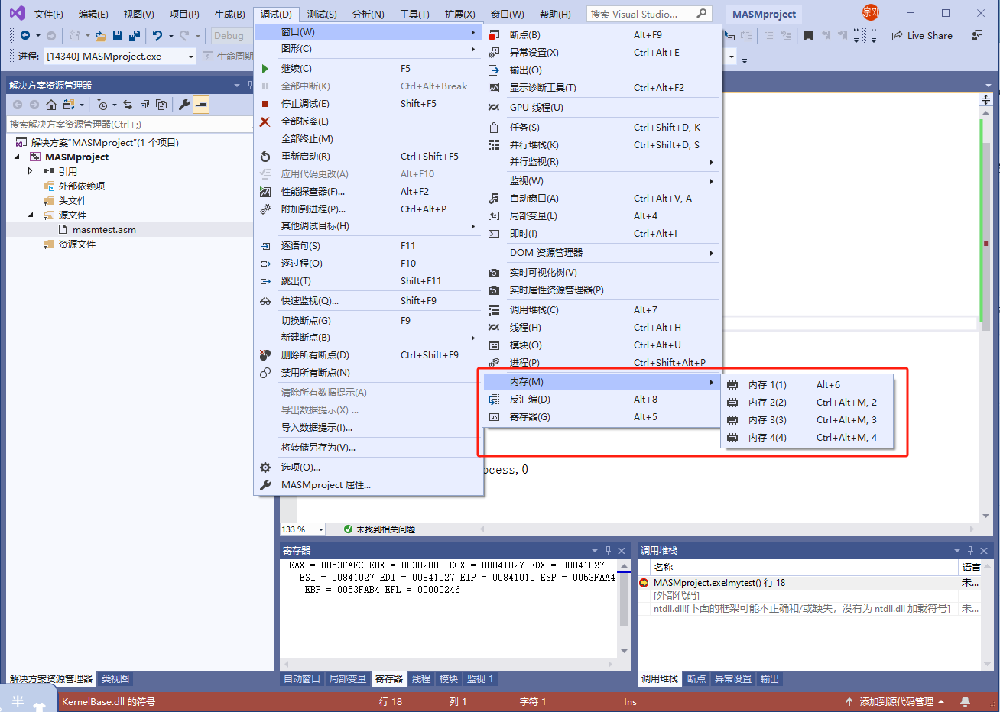 文件(F) 编辑(E) 视图(V) 项目(P) 生成(B) 调试(D) 测试(S) 分析(N) 工具(T) 扩展(X) 窗口(W) 帮助(H) 搜索 Visual Studio... MASMproject 宗邓
Debug Live Share
进程: [14340] MASMproject.exe 生命周期
解决方案资源管理器
搜索解决方案资源管理器(Ctrl+;)
解决方案"MASMproject"(1 个项目)
MASMproject
引用
外部依赖项
头文件
源文件
masmtest.asm
资源文件
窗口(W)
图形(C)
继续(C) F5
全部中断(K) Ctrl+Alt+Break
停止调试(E) Shift+F5
全部拆离(L)
全部终止(M)
重新启动(R) Ctrl+Shift+F5
应用代码更改(A) Alt+F10
性能探查器(F)... Alt+F2
附加到进程(P)... Ctrl+Alt+P
其他调试目标(H)
逐语句(S) F11
逐过程(O) F10
跳出(T) Shift+F11
快速监视(Q)... Shift+F9
切换断点(G) F9
新建断点(B)
删除所有断点(D) Ctrl+Shift+F9
禁用所有断点(N)
清除所有数据提示(A)
导出数据提示(X) ...
导入数据提示(I)...
将转储另存为(V)...
选项(O)...
MASMproject 属性...
断点(B) Alt+F9
异常设置(X) Ctrl+Alt+E
输出(O)
显示诊断工具(T) Ctrl+Alt+F2
GPU 线程(U)
任务(S) Ctrl+Shift+D, K
并行堆栈(K) Ctrl+Shift+D, S
并行监视(R)
监视(W)
自动窗口(A) Ctrl+Alt+V, A
局部变量(L) Alt+4
即时(I) Ctrl+Alt+I
DOM 资源管理器
实时可视化树(V)
实时属性资源管理器(P)
调用堆栈(C) Alt+7
线程(H) Ctrl+Alt+H
模块(O) Ctrl+Alt+U
进程(P) Ctrl+Shift+Alt+P
内存(M)
反汇编(D) Alt+8
寄存器(G) Alt+5
内存 1(1) Alt+6
内存 2(2) Ctrl+Alt+M, 2
内存 3(3) Ctrl+Alt+M, 3
内存 4(4) Ctrl+Alt+M, 4
ocess,0
133 % 未找到相关问题
寄存器
EAX = 0053FAFC EBX = 003B2000 ECX = 00841027 EDX = 00841027
ESI = 00841027 EDI = 00841027 EIP = 00841010 ESP = 0053FAA4
EBP = 0053FAB4 EFL = 00000246
调用堆栈
名称 语言
MASMproject.exe!mytest() 行 18 未...
[外部代码]
ntdll.dll![下面的框架可能不正确和/或缺失，没有为 ntdll.dll 加载符号] 未...
解决方案资源管理器 类视图
自动窗口 局部变量 寄存器 线程 模块 监视 1
调用堆栈 断点 异常设置 输出
半 KernelBase.dll 的符号 行 18 列 1 字符 1 Ins 添加到源代码管理